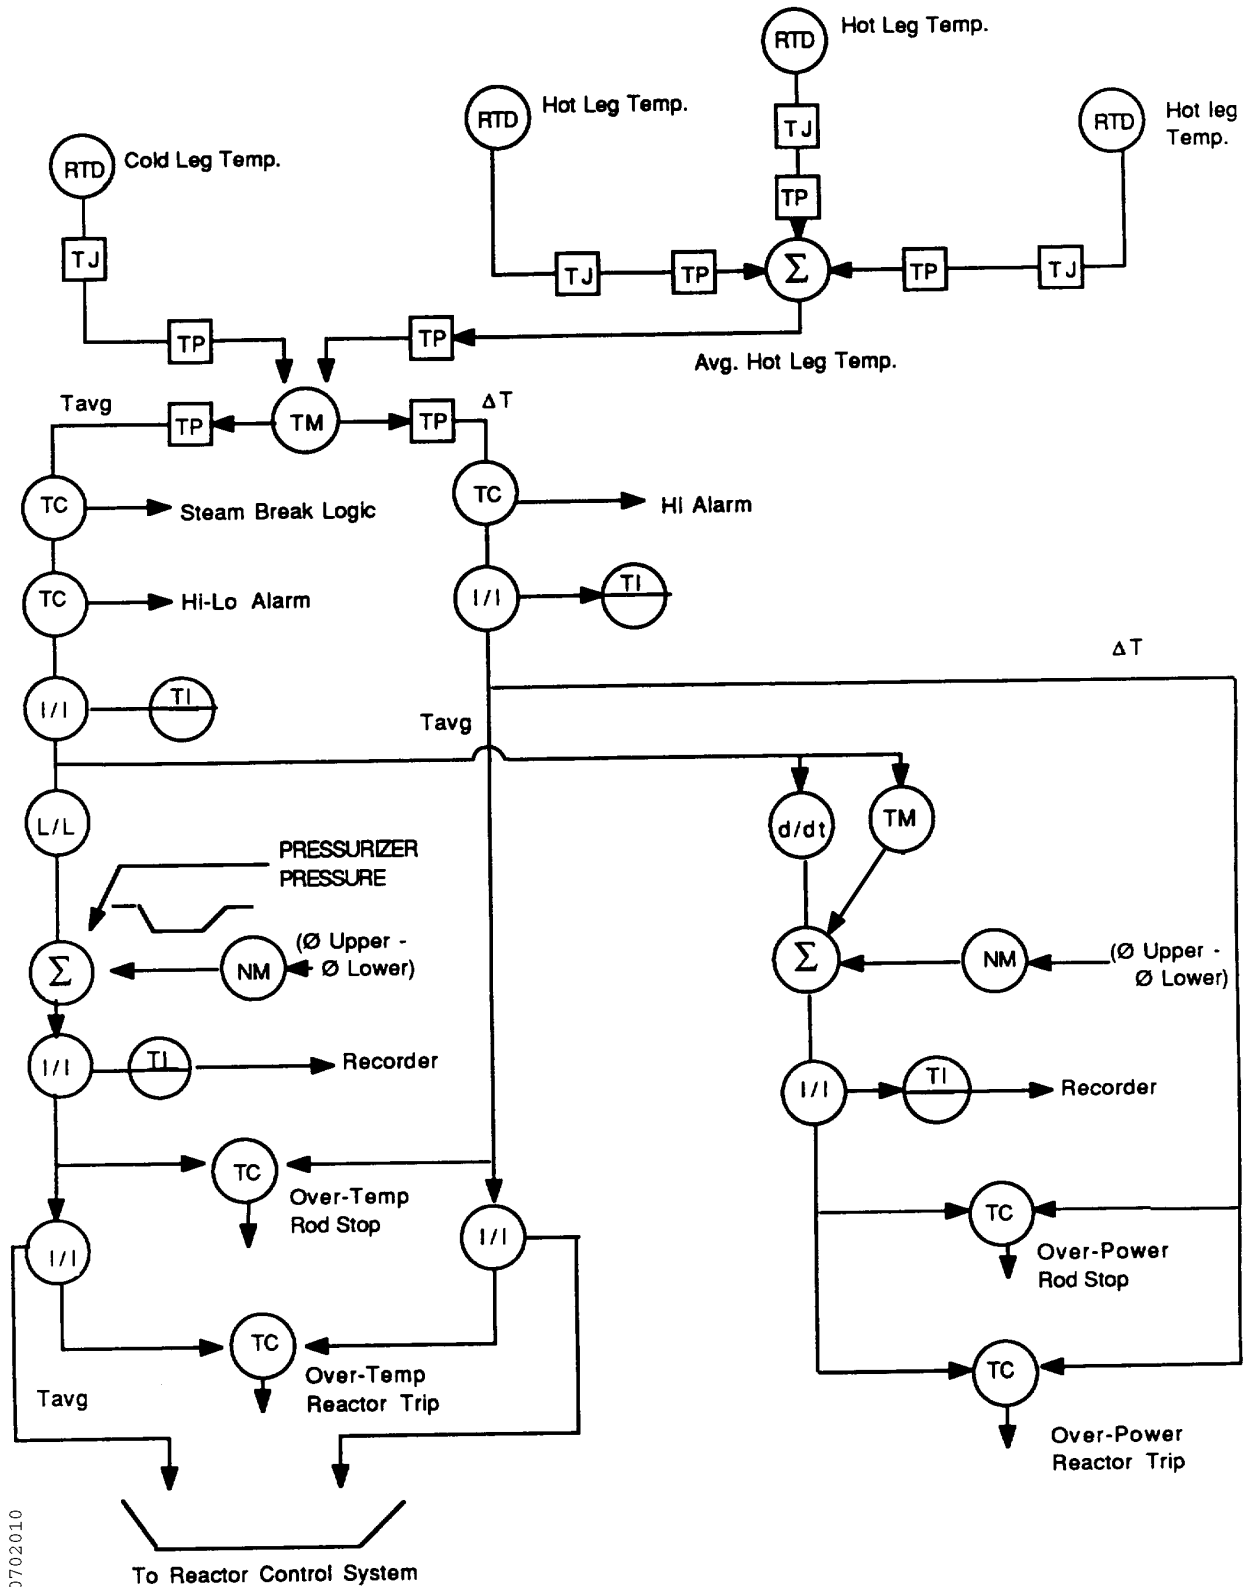 Hot Leg Temp.
RTD
Hot Leg Temp.
RTD
Hot leg
Temp.
RTD
Cold Leg Temp.
RTD
TJ
TP
TJ
TJ
TP
Σ
TP
TJ
TP
TP
Avg. Hot Leg Temp.
Tavg
TP
TM
TP
ΔT
TC
Steam Break Logic
TC
Hi Alarm
TC
Hi-Lo Alarm
I/I
TI
ΔT
I/I
TI
Tavg
L/L
d/dt
TM
PRESSURIZER
PRESSURE
Σ
NM
(Ø Upper -
Ø Lower)
Σ
NM
(Ø Upper -
Ø Lower)
I/I
TI
Recorder
I/I
TI
Recorder
TC
Over-Temp
Rod Stop
TC
Over-Power
Rod Stop
I/I
I/I
TC
Over-Temp
Reactor Trip
TC
Over-Power
Reactor Trip
Tavg
To Reactor Control System
0702010